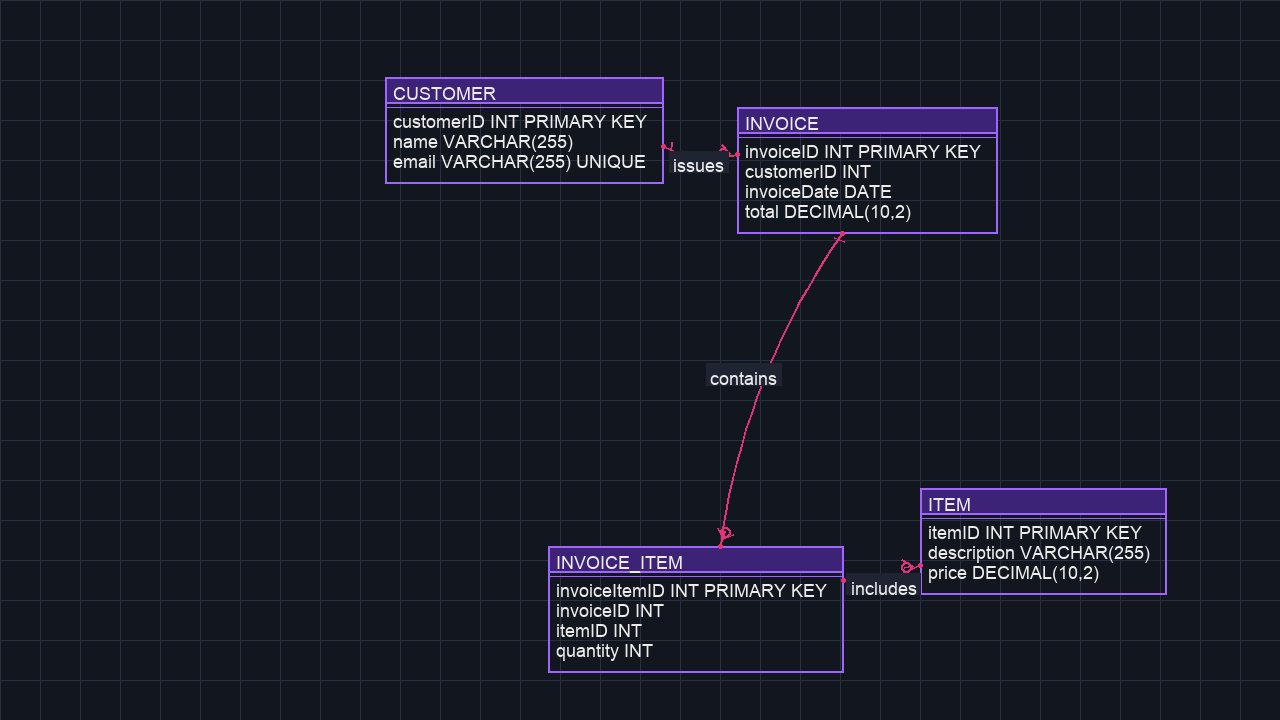 CUSTOMER
customerID INT PRIMARY KEY
name VARCHAR(255)
email VARCHAR(255) UNIQUE
issues
INVOICE
invoiceID INT PRIMARY KEY
customerID INT
invoiceDate DATE
total DECIMAL(10,2)
contains
INVOICE_ITEM
invoiceItemID INT PRIMARY KEY
invoiceID INT
itemID INT
quantity INT
includes
ITEM
itemID INT PRIMARY KEY
description VARCHAR(255)
price DECIMAL(10,2)